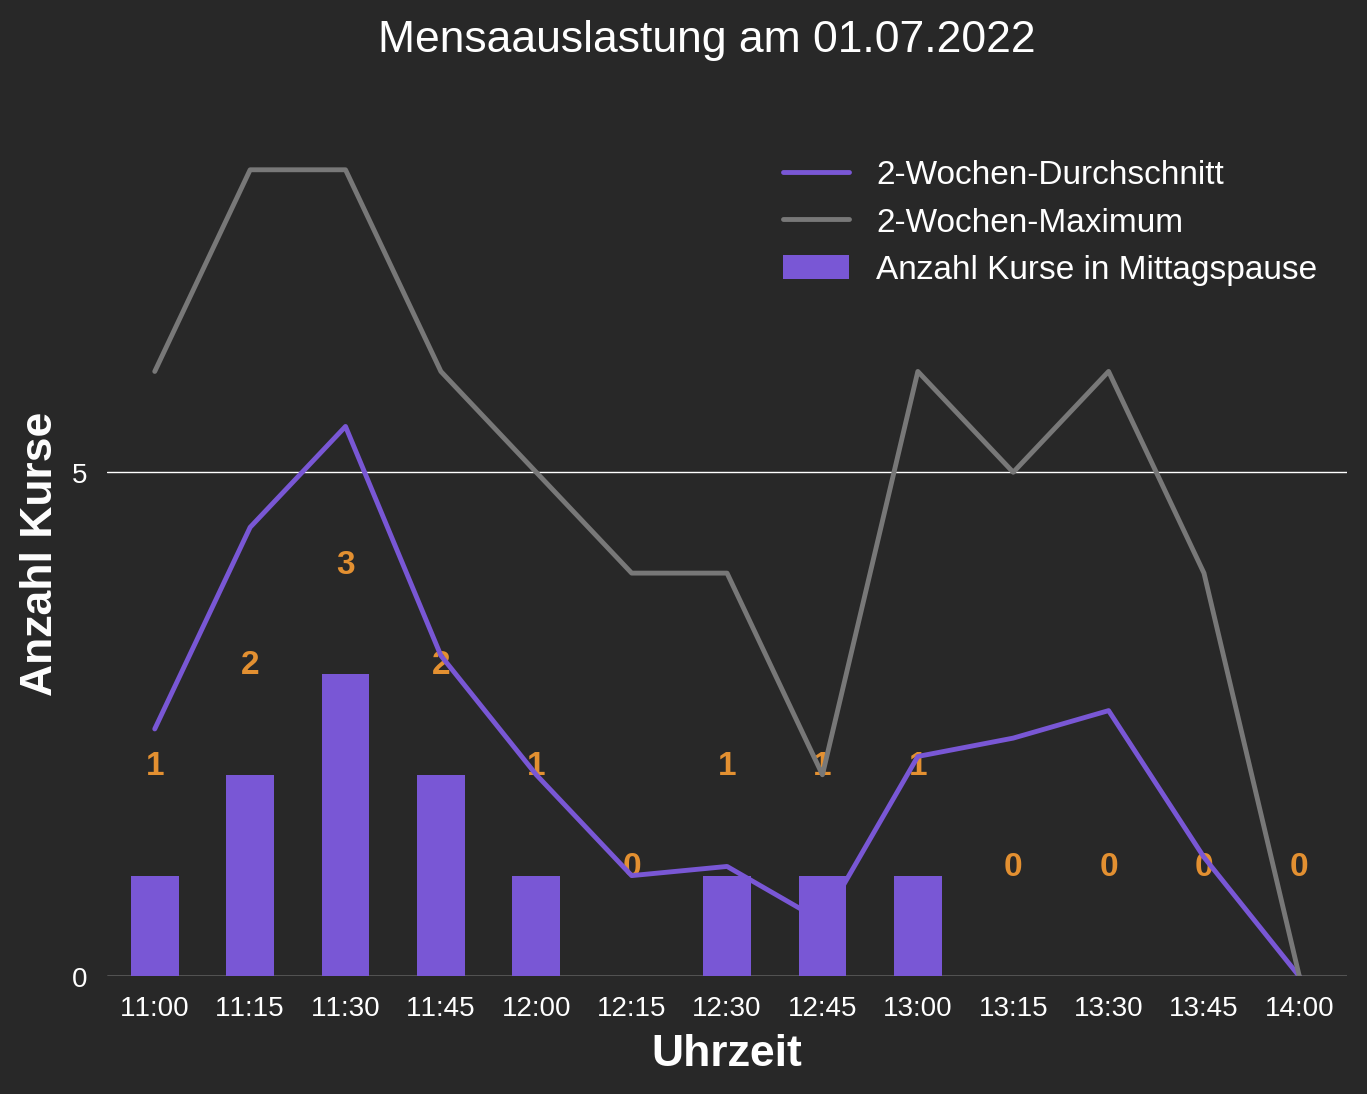 Mensaauslastung am 01.07.2022
2-Wochen-Durchschnitt
2-Wochen-Maximum
Anzahl Kurse in Mittagspause
Anzahl Kurse
5
0
3
2
2
1
1
1
1
1
0
0
0
0
0
11:00 11:15 11:30 11:45 12:00 12:15 12:30 12:45 13:00 13:15 13:30 13:45 14:00
Uhrzeit